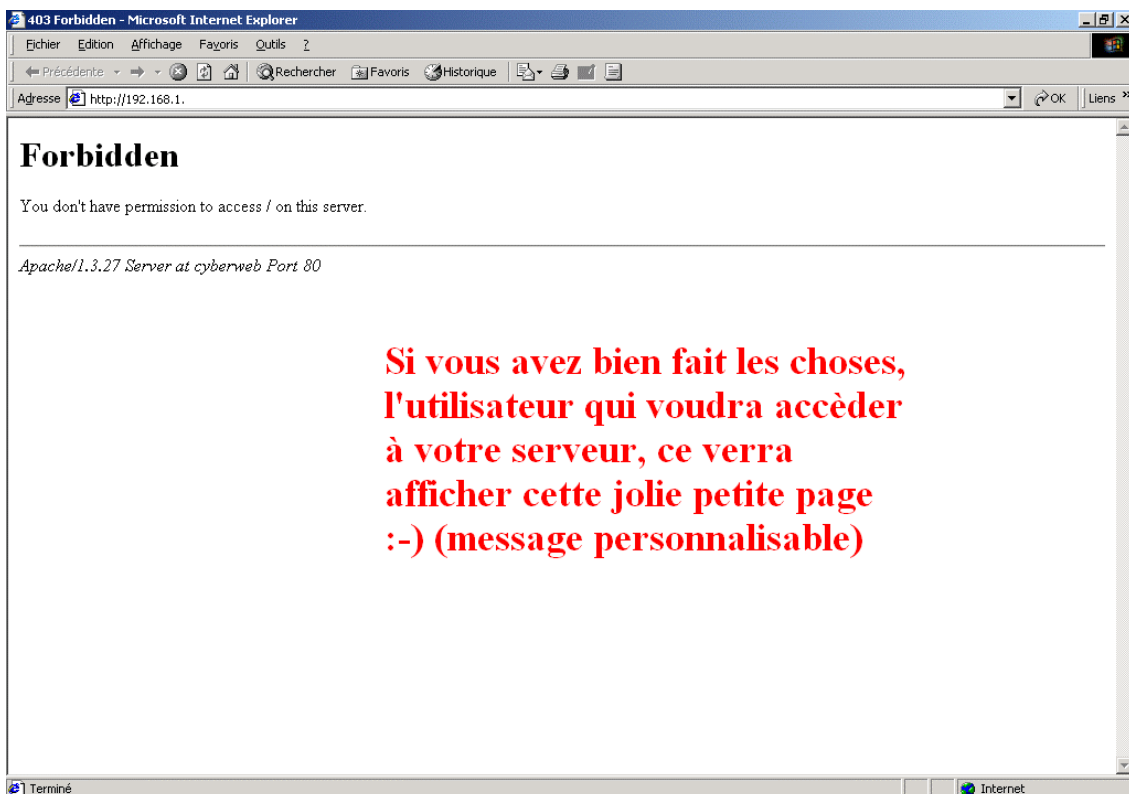 403 Forbidden - Microsoft Internet Explorer
Fichier Edition Affichage Favoris Outils ?
Précédente Rechercher Favoris Historique
Adresse http://192.168.1. OK Liens »
Forbidden
You don't have permission to access / on this server.
Apache/1.3.27 Server at cyberweb Port 80
Si vous avez bien fait les choses,
l'utilisateur qui voudra accèder
à votre serveur, ce verra
afficher cette jolie petite page
:-) (message personnalisable)
Terminé Internet